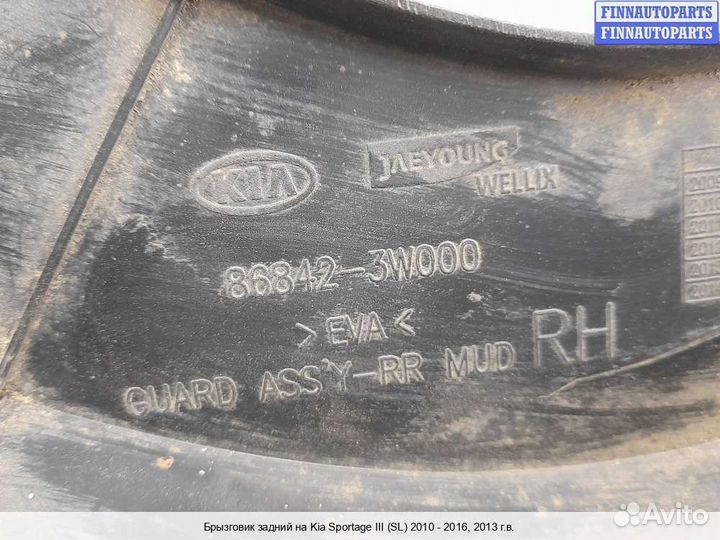 FINNAUTOPARTS
FINNAUTOPARTS
FINNAUTOPARTS
KIA
JAEYOUNG
WELLIX
86842-3W000
>EVA<
GUARD ASS'Y-RR MUD RH
Брызговик задний на Kia Sportage III (SL) 2010 - 2016, 2013 г.в.
Avito